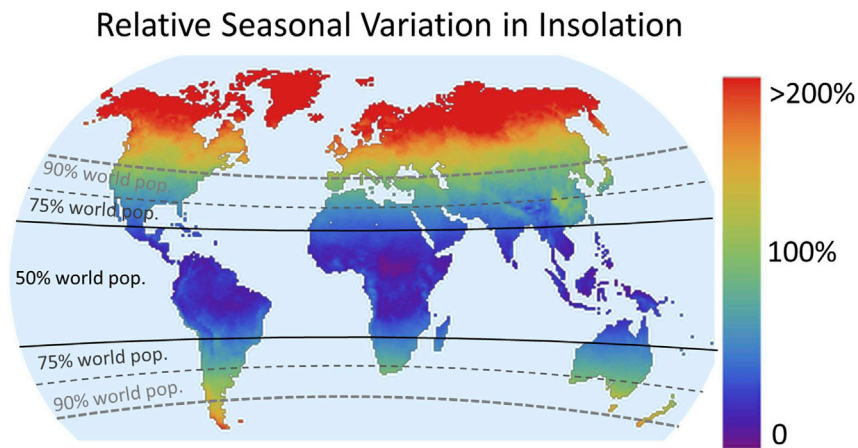 Relative Seasonal Variation in Insolation
>200%
90% world pop.
75% world pop.
100%
50% world pop.
75% world pop.
90% world pop.
0